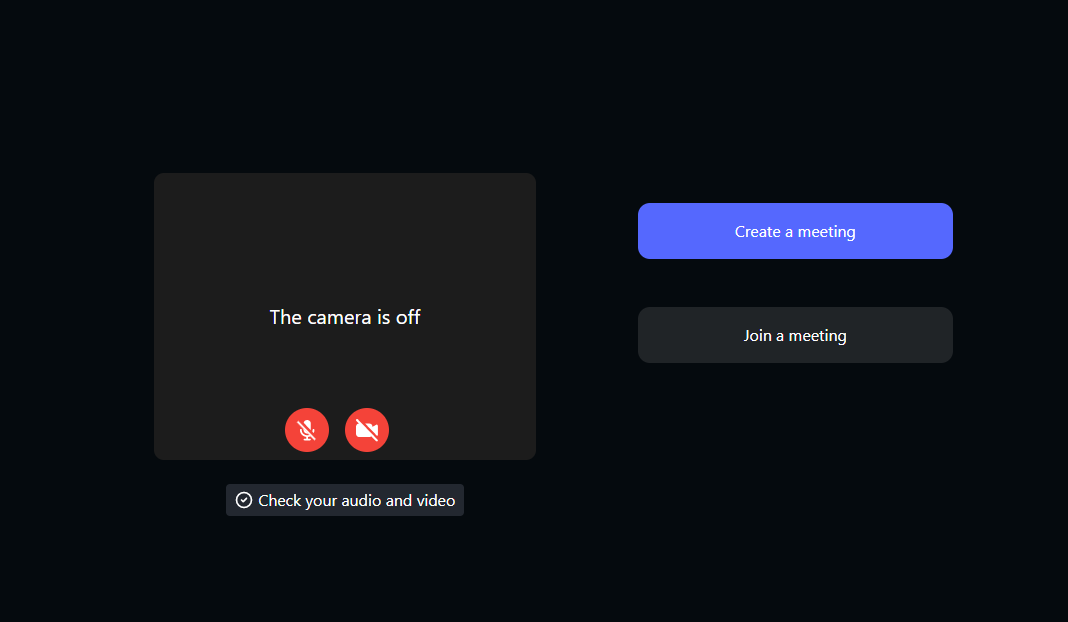 The camera is off
Check your audio and video
Create a meeting
Join a meeting